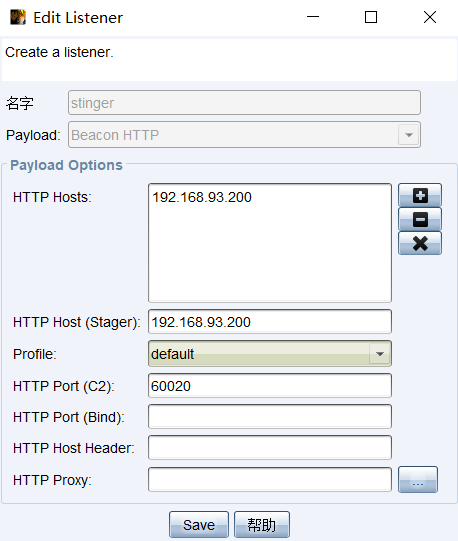 Edit Listener
Create a listener.
名字 stinger
Payload: Beacon HTTP
Payload Options
HTTP Hosts: 192.168.93.200
HTTP Host (Stager): 192.168.93.200
Profile: default
HTTP Port (C2): 60020
HTTP Port (Bind):
HTTP Host Header:
HTTP Proxy: ...
Save 帮助